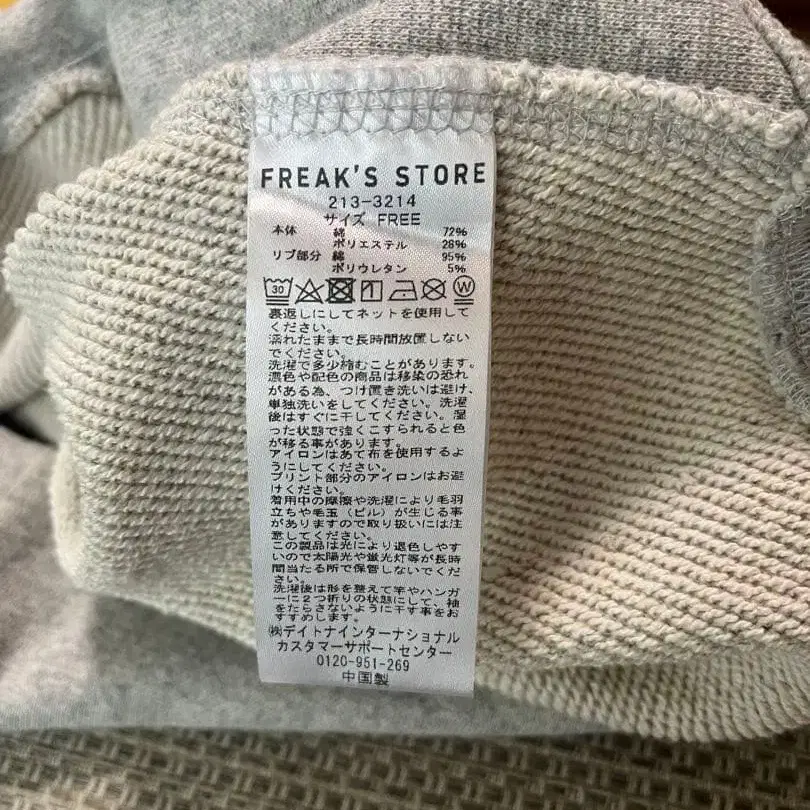 FREAK'S STORE
213-3214
サイズ FREE
本体 綿 72%
ポリエステル 28%
リブ部分 綿 95%
ポリウレタン 5%
30 W
裏返しにしてネットを使用して
ください。
濡れたままで長時間放置しない
でください。
洗濯で多少縮むことがあります。
濃色や配色の商品は移染の恐れ
がある為、つけ置き洗いは避け、
単独洗いをしてください。洗濯
後はすぐに干してください。湿
った状態で強くこすられると色
が移る事があります。
アイロンはあて布を使用するよ
うにしてください。
プリント部分のアイロンはお避
けください。
着用中の摩擦や洗濯により毛羽
立ちや毛玉（ピル）が生じる事
がありますので取り扱いには注
意してください。
この製品は光により退色しやす
いので太陽光や蛍光灯等が長時
間当たる所で保管しないでくだ
さい。
洗濯後は形を整えて竿やハンガ
ーに2つ折りの状態にして、袖
をたらさないように干す事をお
すすめします。
㈱デイトナインターナショナル
カスタマーサポートセンター
0120-951-269
中国製